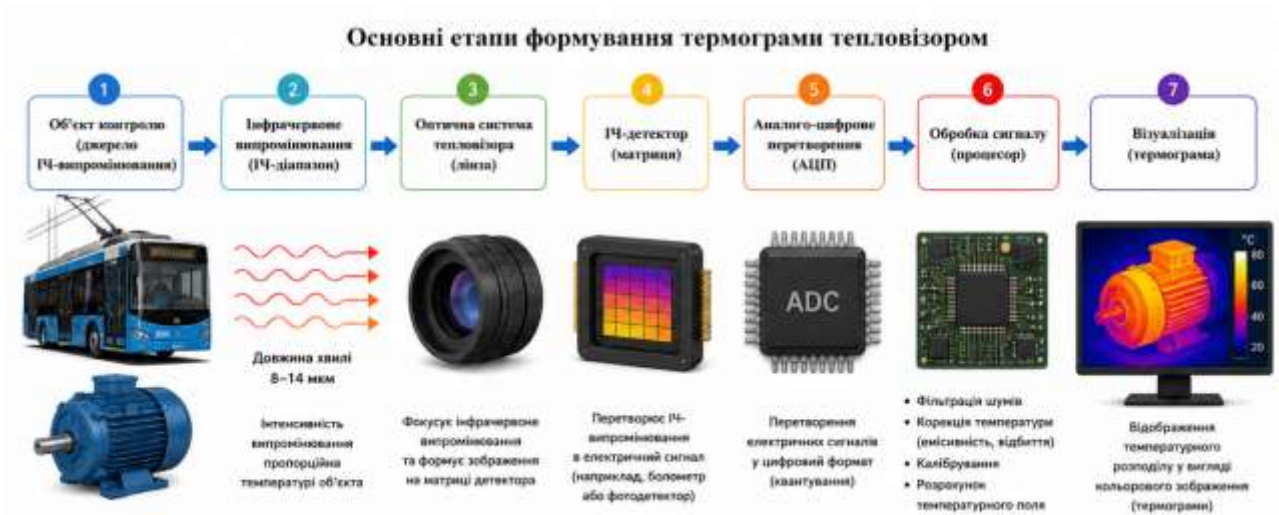 Основні етапи формування термограми тепловізором
1
Об'єкт контролю
(джерело
ІЧ-випромінювання)
2
Інфрачервоне
випромінювання
(ІЧ-діапазон)
3
Оптична система
тепловізора
(лінза)
4
ІЧ-детектор
(матриця)
5
Аналого-цифрове
перетворення
(АЦП)
6
Обробка сигналу
(процесор)
7
Візуалізація
(термограма)
Довжина хвилі
8–14 мкм
Інтенсивність
випромінювання
пропорційна
температурі об'єкта
Фокусує інфрачервоне
випромінювання
та формує зображення
на матриці детектора
Перетворює ІЧ-
випромінювання
в електричний сигнал
(наприклад, болометр
або фотодетектор)
ADC
Перетворення
електричних сигналів
у цифровий формат
(квантування)
• Фільтрація шумів
• Корекція температури
(емісивність, відбиття)
• Калібрування
• Розрахунок
температурного поля
°C
80
60
40
20
Відображення
температурного
розподілу у вигляді
кольорового зображення
(термограми)